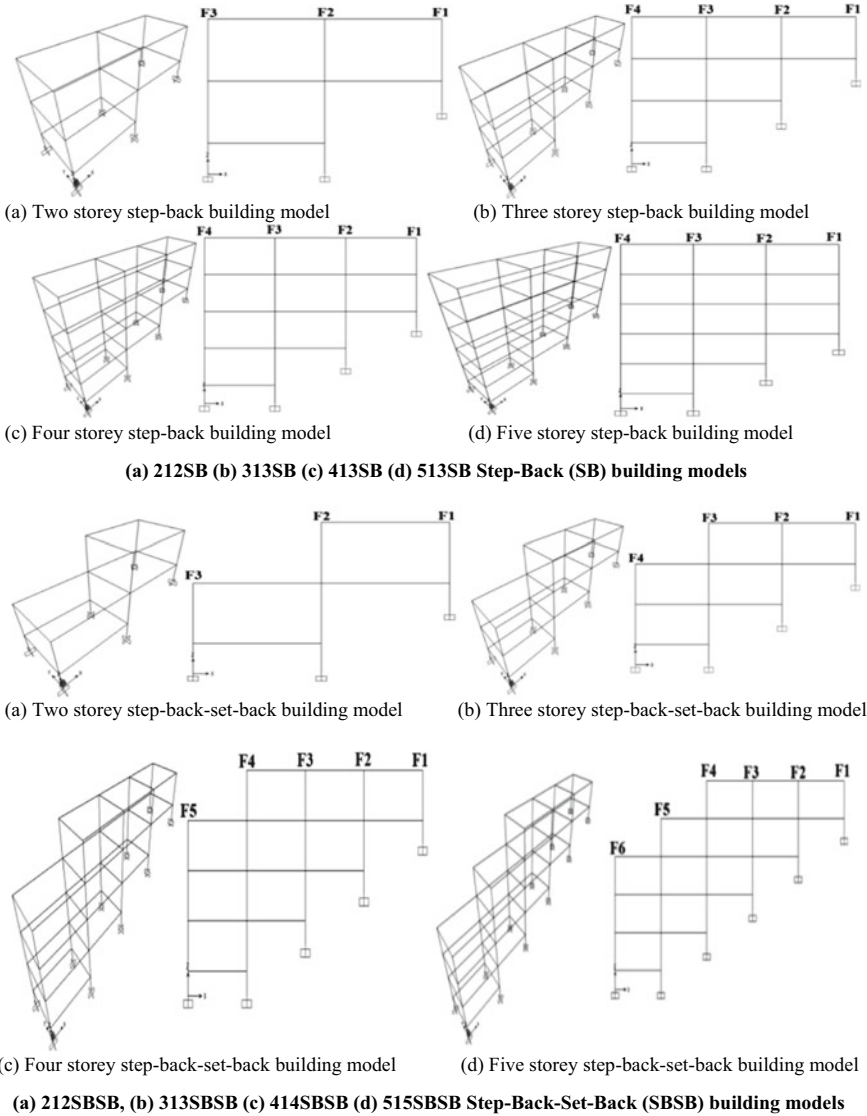 F3 F2 F1
F4 F3 F2 F1
(a) Two storey step-back building model
(b) Three storey step-back building model
F4 F3 F2 F1
F4 F3 F2 F1
(c) Four storey step-back building model
(d) Five storey step-back building model
(a) 212SB (b) 313SB (c) 413SB (d) 513SB Step-Back (SB) building models
F2 F1
F3
F3 F2 F1
F4
(a) Two storey step-back-set-back building model
(b) Three storey step-back-set-back building model
F4 F3 F2 F1
F5
F4 F3 F2 F1
F5
F6
(c) Four storey step-back-set-back building model
(d) Five storey step-back-set-back building model
(a) 212SBSB, (b) 313SBSB (c) 414SBSB (d) 515SBSB Step-Back-Set-Back (SBSB) building models